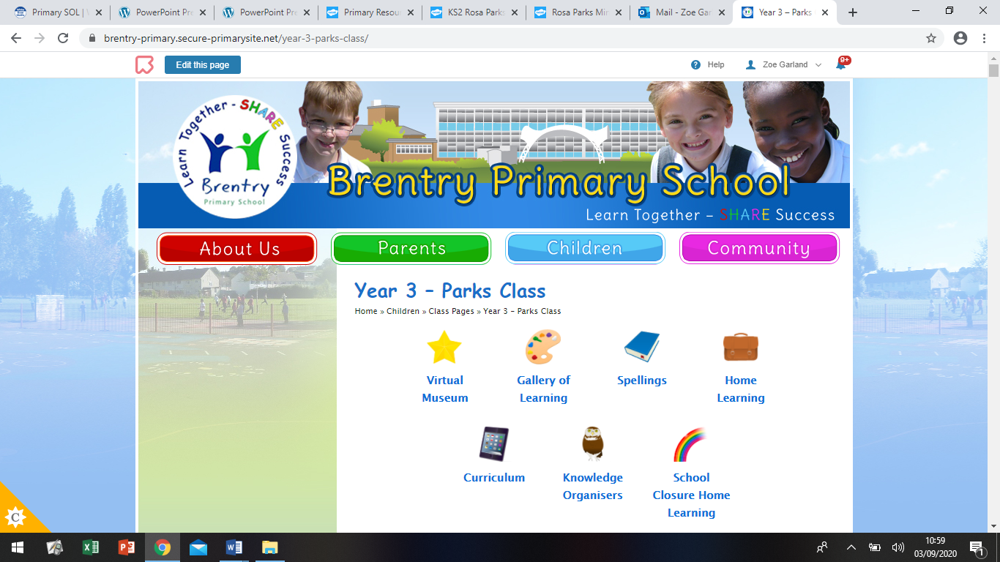 Primary SOL | W
PowerPoint Pre
PowerPoint Pre
Primary Resour
KS2 Rosa Parks
Rosa Parks Min
Mail - Zoe Garl
Year 3 – Parks
brentry-primary.secure-primarysite.net/year-3-parks-class/
Edit this page
Help
Zoe Garland
9+
Learn Together - SHARE Success
Brentry
Primary School
Brentry Primary School
Learn Together – SHARE Success
About Us
Parents
Children
Community
Year 3 – Parks Class
Home » Children » Class Pages » Year 3 – Parks Class
Virtual
Museum
Gallery of
Learning
Spellings
Home
Learning
Curriculum
Knowledge
Organisers
School
Closure Home
Learning
C
10:59
03/09/2020
1